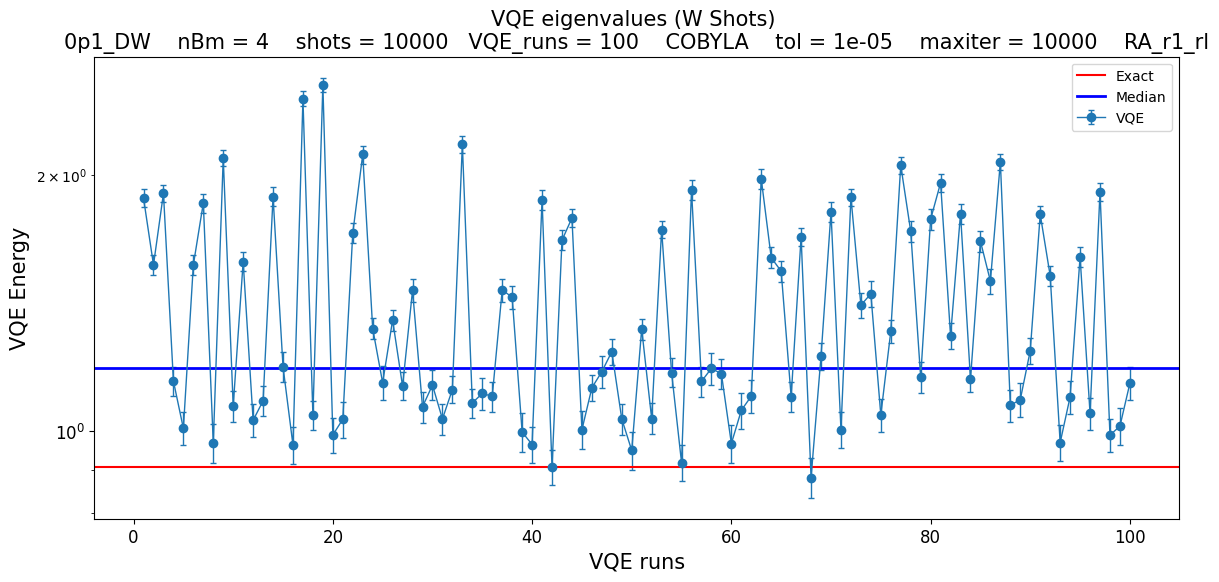 VQE eigenvalues (W Shots)
0p1_DW nBm = 4 shots = 10000 VQE_runs = 100 COBYLA tol = 1e-05 maxiter = 10000 RA_r1_rl
Exact
Median
VQE
2 × 10⁰
10⁰
VQE Energy
0 20 40 60 80 100
VQE runs